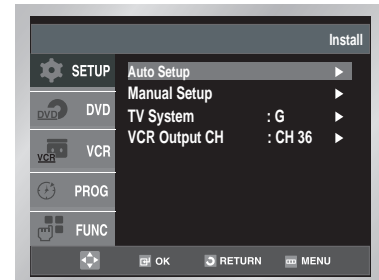 Install
SETUP
DVD
DVD
VCR
VCR
PROG
FUNC
Auto Setup
Manual Setup
TV System : G
VCR Output CH : CH 36
OK RETURN MENU